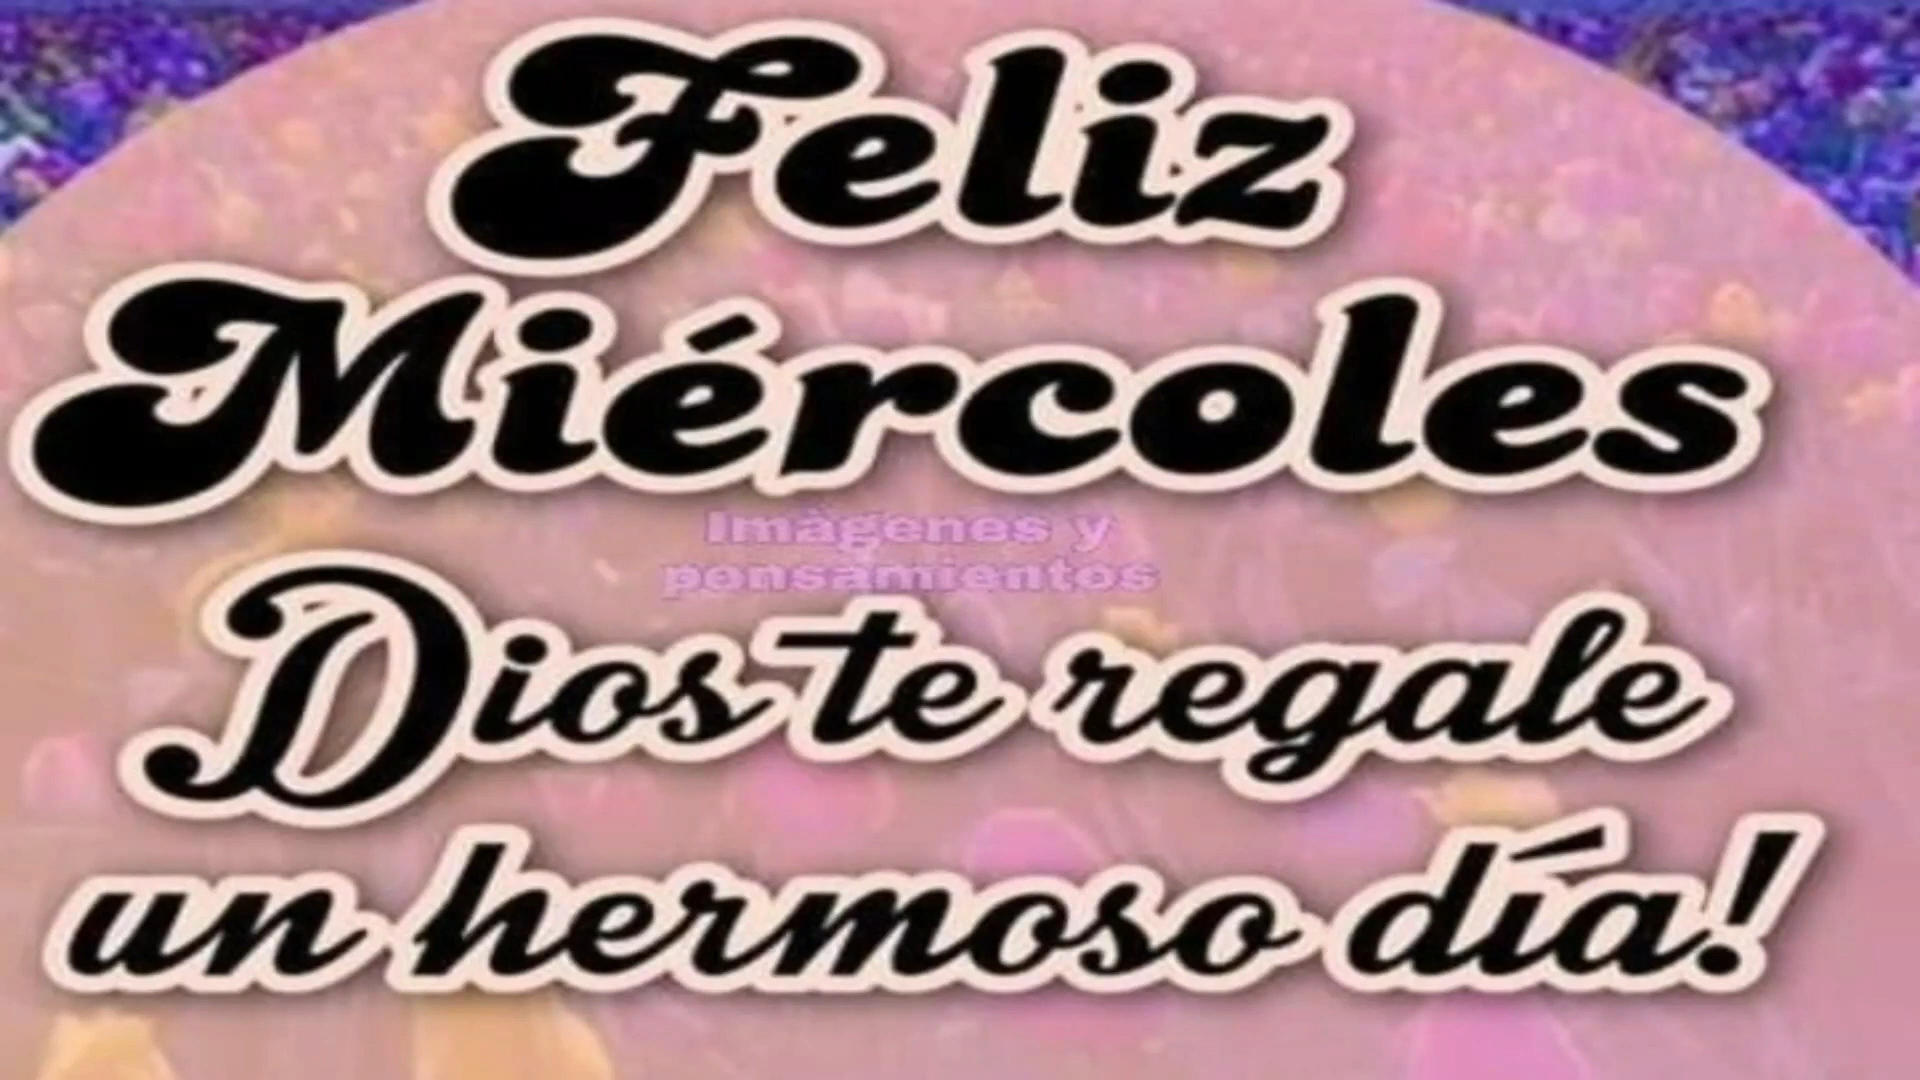 Feliz
Miércoles
Imàgenes y
pensamientos
Dios te regale
un hermoso día!